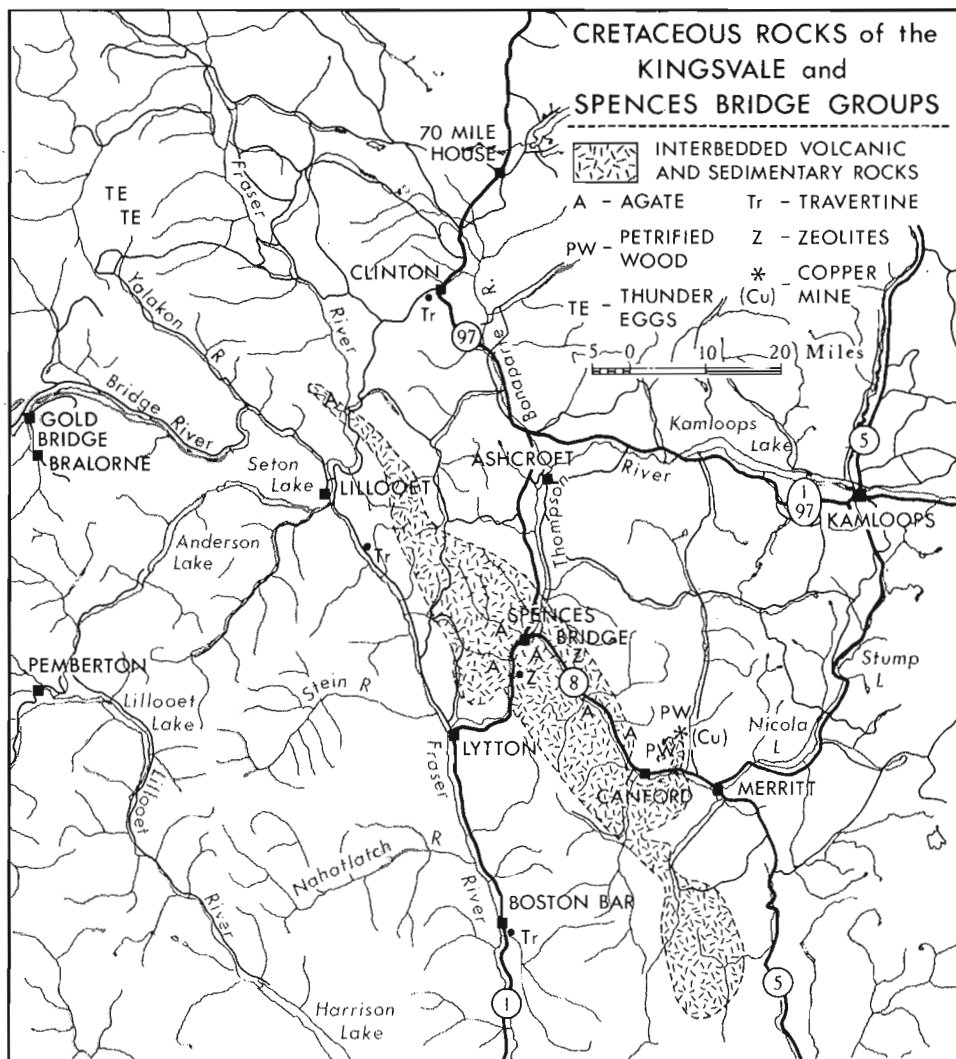 CRETACEOUS ROCKS of the
KINGSVALE and
SPENCES BRIDGE GROUPS
INTERBEDDED VOLCANIC
AND SEDIMENTARY ROCKS
A - AGATE
Tr - TRAVERTINE
PW - PETRIFIED
WOOD
Z - ZEOLITES
TE - THUNDER
EGGS
* (Cu) - COPPER
MINE
5 0 10 20 Miles
70 MILE
HOUSE
Fraser
River
TE
TE
Yalakon R
CLINTON
Tr
97
Bonaparte R.
Bridge River
GOLD
BRIDGE
BRALORNE
Seton
Lake
LILLOOET
ASHCROFT
Kamloops
Lake
River
Thompson
5
1
97
KAMLOOPS
Anderson
Lake
Tr
A
SPENCES
BRIDGE
A
Z
A
Z
8
A
A
PEMBERTON
Lillooet
Lake
Stein R
Stump
L
Nicola
L
PW
* (Cu)
PW
LYTTON
Fraser
River
CANFORD
MERRITT
Lillooet
River
Nahatlatch R
BOSTON BAR
Tr
Harrison
Lake
1
5